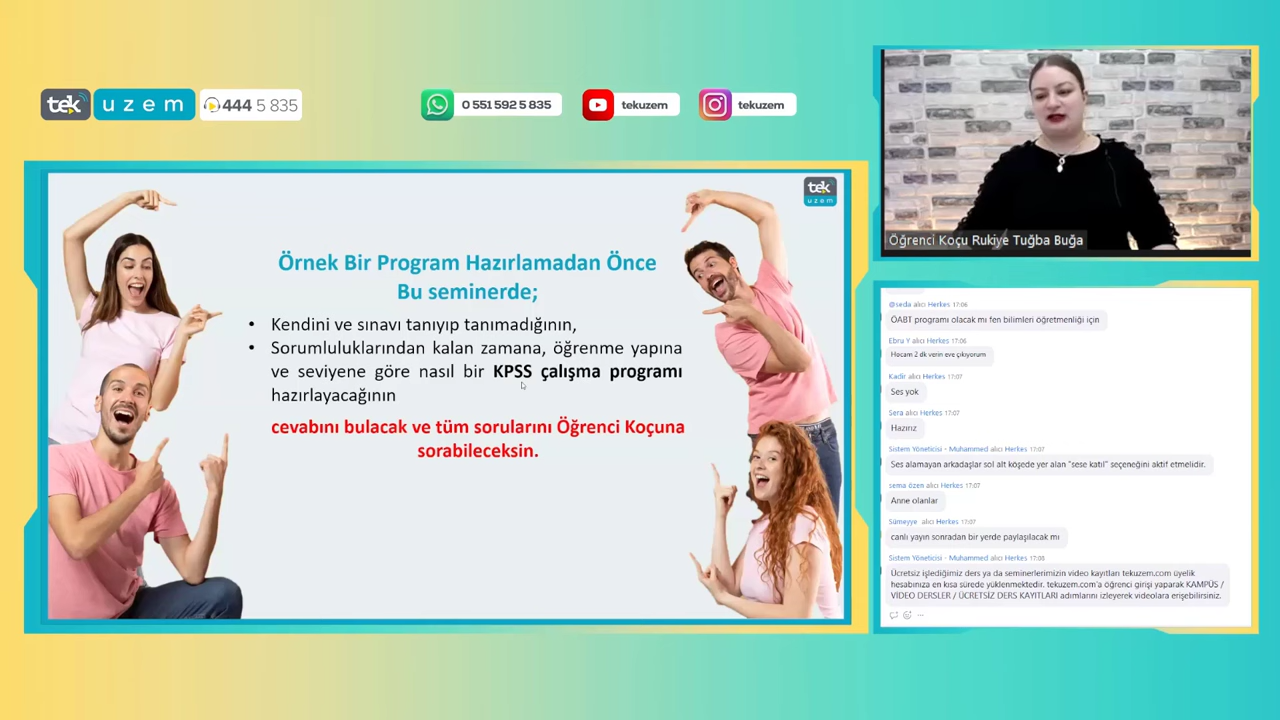 tek uzem 444 5 835
0 551 592 5 835
tekuzem
tekuzem
tek
uzem
Örnek Bir Program Hazırlamadan Önce
Bu seminerde;
• Kendini ve sınavı tanıyıp tanımadığının,
• Sorumluluklarından kalan zamana, öğrenme yapına
ve seviyene göre nasıl bir KPSS çalışma programı
hazırlayacağının
cevabını bulacak ve tüm sorularını Öğrenci Koçuna
sorabileceksin.
Öğrenci Koçu Rukiye Tuğba Buğa
@seda alıcı Herkes 17:06
ÖABT programı olacak mı fen bilimleri öğretmenliği için
Ebru Y alıcı Herkes 17:06
Hocam 2 dk verin eve çıkıyorum
Kadir alıcı Herkes 17:07
Ses yok
Sera alıcı Herkes 17:07
Hazırız
Sistem Yöneticisi - Muhammed alıcı Herkes 17:07
Ses alamayan arkadaşlar sol alt köşede yer alan "sese katıl" seçeneğini aktif etmelidir.
sema özen alıcı Herkes 17:07
Anne olanlar
Sümeyye alıcı Herkes 17:07
canlı yayın sonradan bir yerde paylaşılacak mı
Sistem Yöneticisi - Muhammed alıcı Herkes 17:08
Ücretsiz işlediğimiz ders ya da seminerlerimizin video kayıtları tekuzem.com üyelik
hesabınıza en kısa sürede yüklenmektedir. tekuzem.com'a öğrenci girişi yaparak KAMPÜS /
VİDEO DERSLER / ÜCRETSİZ DERS KAYITLARI adımlarını izleyerek videolara erişebilirsiniz.